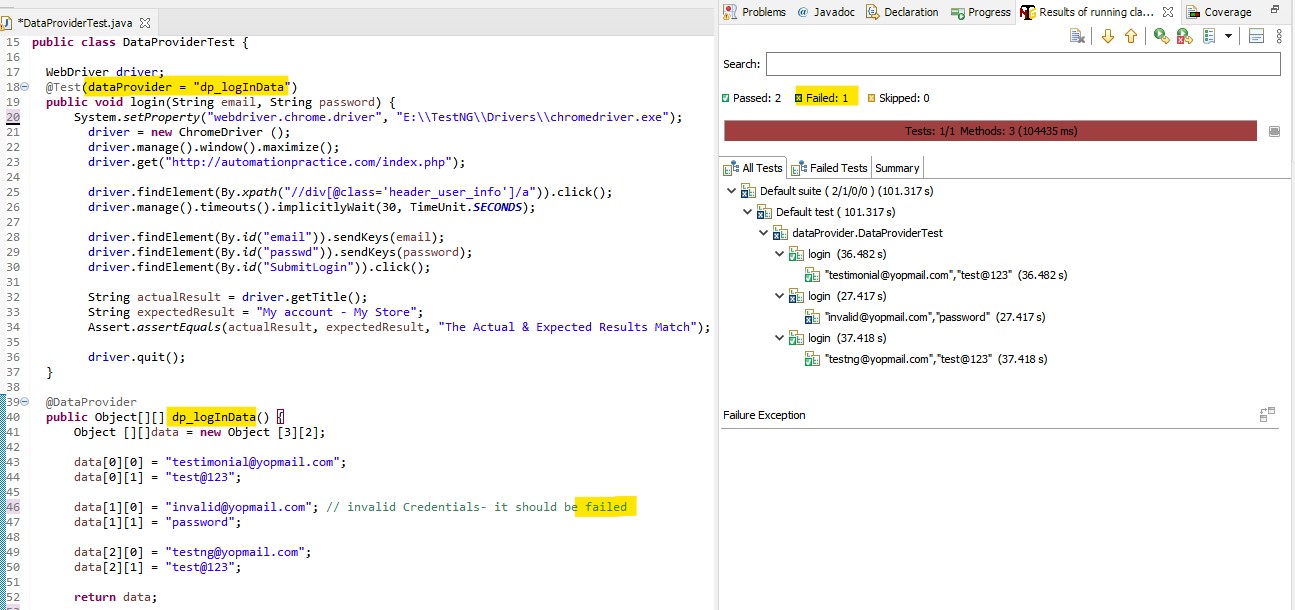 *DataProviderTest.java
15 public class DataProviderTest {
16
17 WebDriver driver;
18 @Test(dataProvider = "dp_logInData")
19 public void login(String email, String password) {
20 System.setProperty("webdriver.chrome.driver", "E:\\TestNG\\Drivers\\chromedriver.exe");
21 driver = new ChromeDriver ();
22 driver.manage().window().maximize();
23 driver.get("http://automationpractice.com/index.php");
24
25 driver.findElement(By.xpath("//div[@class='header_user_info']/a")).click();
26 driver.manage().timeouts().implicitlyWait(30, TimeUnit.SECONDS);
27
28 driver.findElement(By.id("email")).sendKeys(email);
29 driver.findElement(By.id("passwd")).sendKeys(password);
30 driver.findElement(By.id("SubmitLogin")).click();
31
32 String actualResult = driver.getTitle();
33 String expectedResult = "My account - My Store";
34 Assert.assertEquals(actualResult, expectedResult, "The Actual & Expected Results Match");
35
36 driver.quit();
37 }
38
39 @DataProvider
40 public Object[][] dp_logInData() {
41 Object [][]data = new Object [3][2];
42
43 data[0][0] = "testimonial@yopmail.com";
44 data[0][1] = "test@123";
45
46 data[1][0] = "invalid@yopmail.com"; // invalid Credentials- it should be failed
47 data[1][1] = "password";
48
49 data[2][0] = "testng@yopmail.com";
50 data[2][1] = "test@123";
51
52 return data;
Problems @ Javadoc Declaration Progress Results of running cla... Coverage
Search:
Passed: 2 Failed: 1 Skipped: 0
Tests: 1/1 Methods: 3 (104435 ms)
All Tests Failed Tests Summary
Default suite ( 2/1/0/0 ) (101.317 s)
Default test ( 101.317 s)
dataProvider.DataProviderTest
login (36.482 s)
"testimonial@yopmail.com","test@123" (36.482 s)
login (27.417 s)
"invalid@yopmail.com","password" (27.417 s)
login (37.418 s)
"testng@yopmail.com","test@123" (37.418 s)
Failure Exception